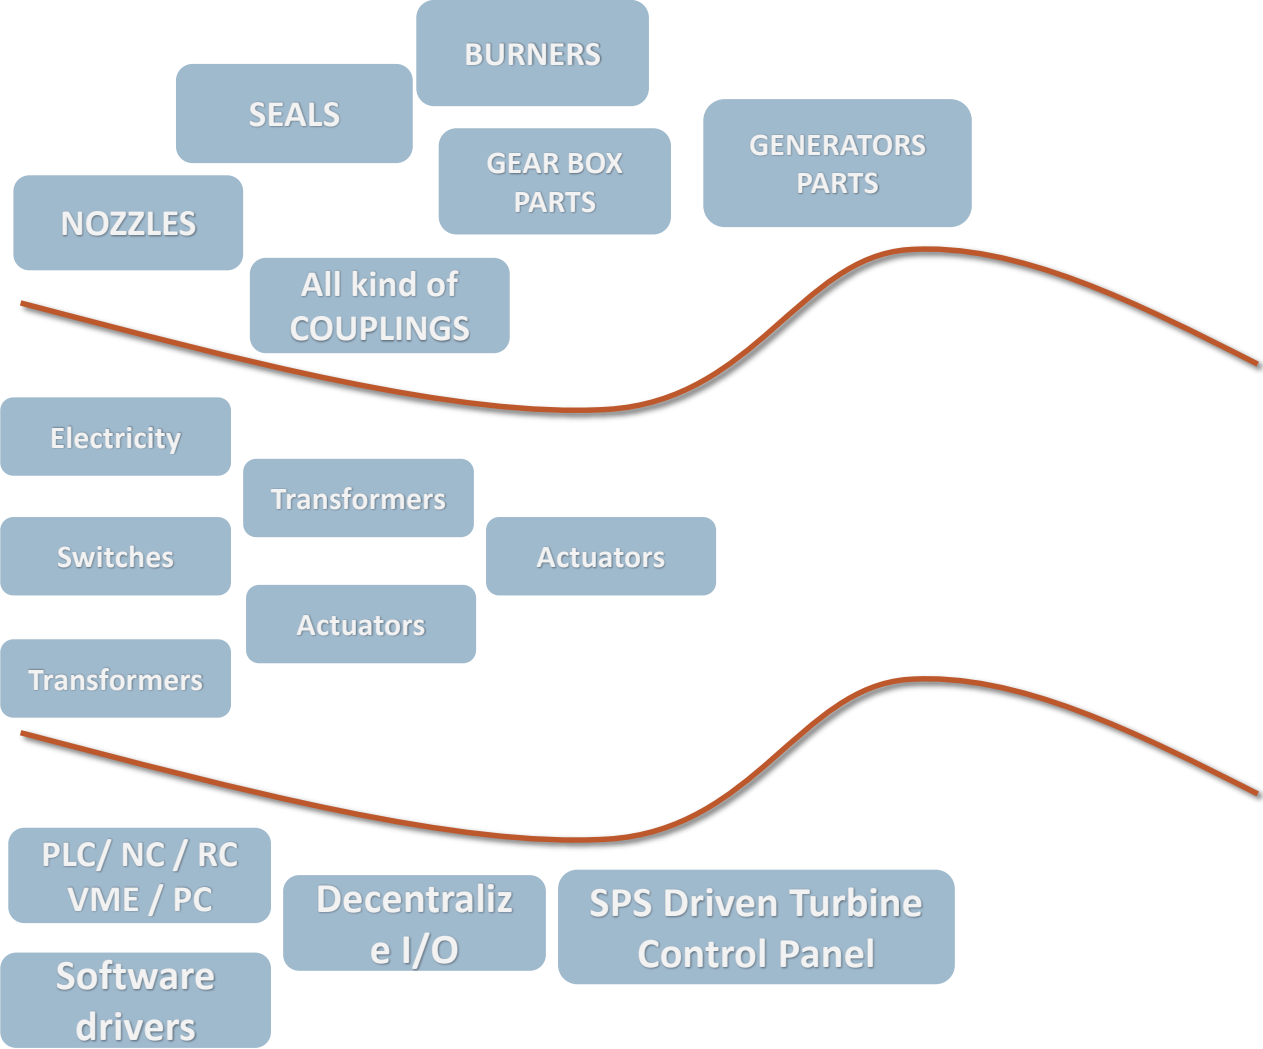 BURNERS
SEALS
GEAR BOX
PARTS
GENERATORS
PARTS
NOZZLES
All kind of
COUPLINGS
Electricity
Transformers
Switches
Actuators
Actuators
Transformers
PLC/ NC / RC
VME / PC
Decentraliz
e I/O
SPS Driven Turbine
Control Panel
Software
drivers